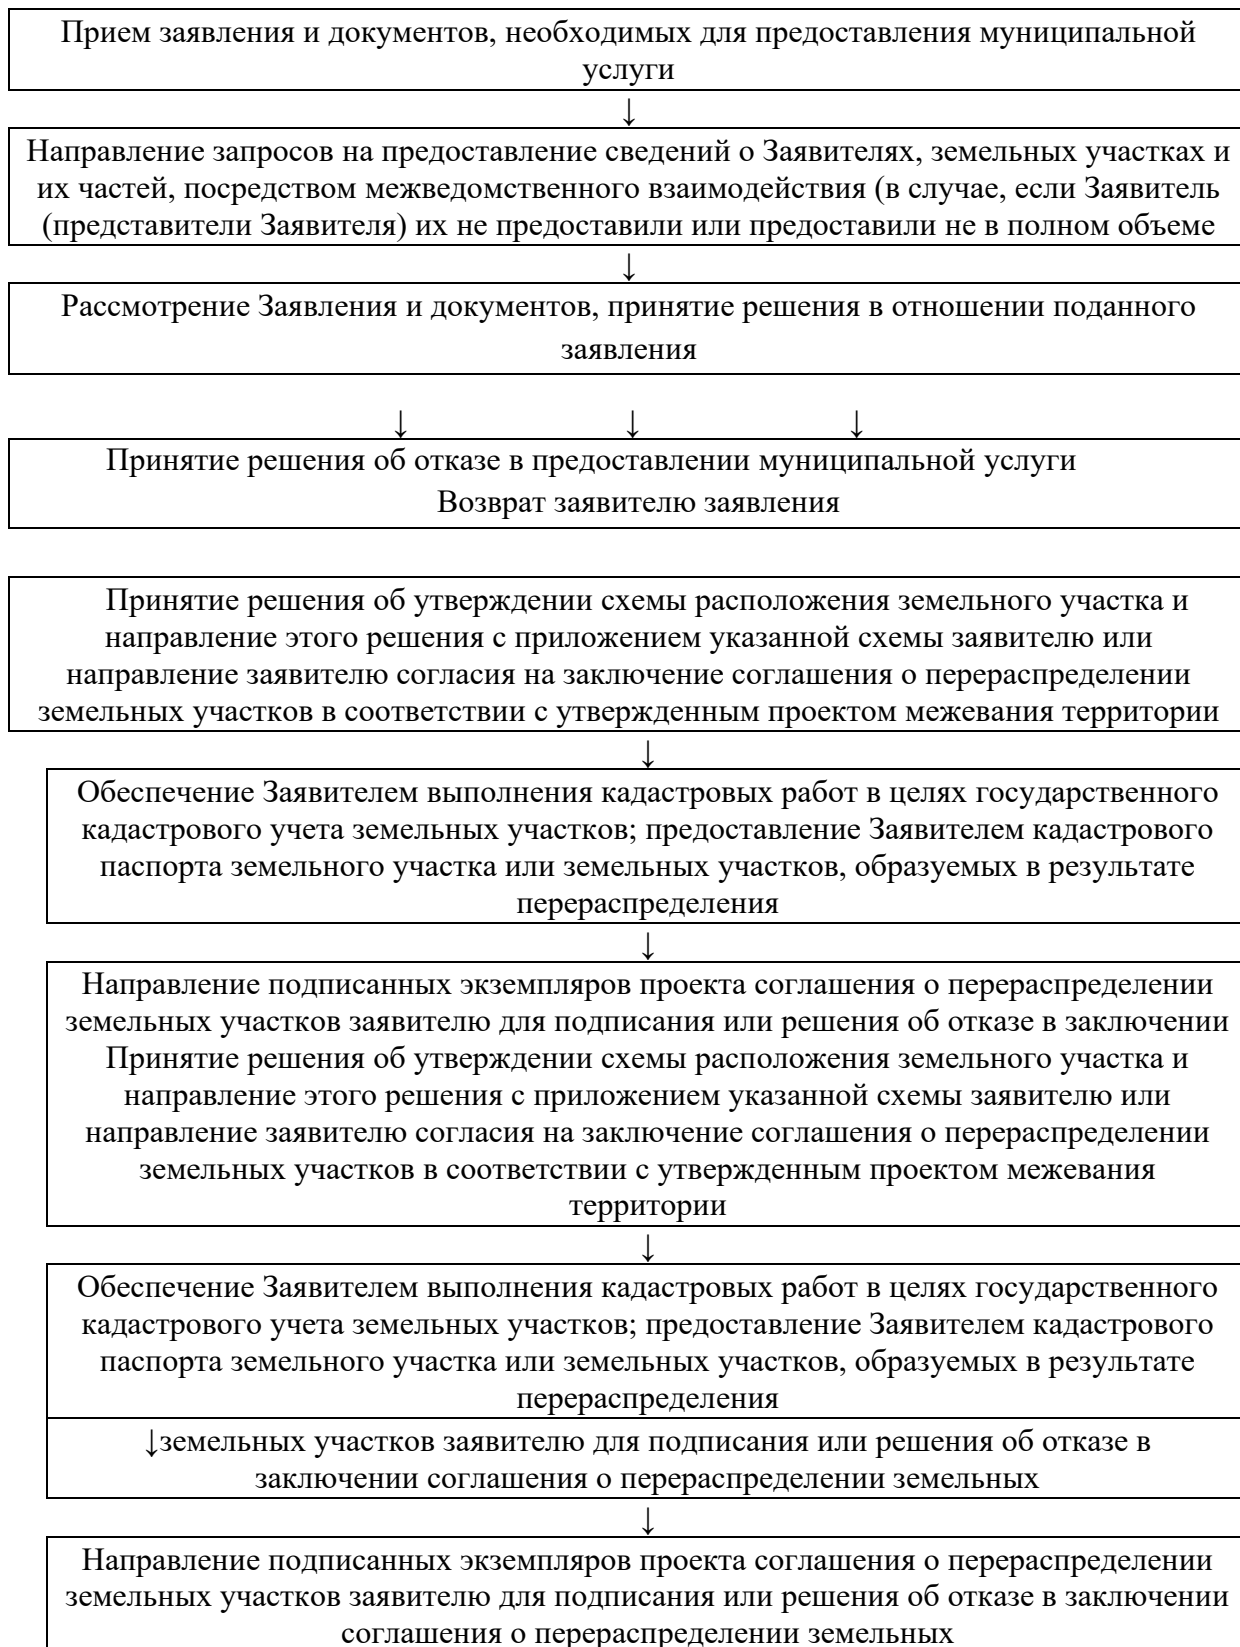 Прием заявления и документов, необходимых для предоставления муниципальной
услуги
↓
Направление запросов на предоставление сведений о Заявителях, земельных участках и
их частей, посредством межведомственного взаимодействия (в случае, если Заявитель
(представители Заявителя) их не предоставили или предоставили не в полном объеме
↓
Рассмотрение Заявления и документов, принятие решения в отношении поданного
заявления
↓ ↓ ↓
Принятие решения об отказе в предоставлении муниципальной услуги
Возврат заявителю заявления
Принятие решения об утверждении схемы расположения земельного участка и
направление этого решения с приложением указанной схемы заявителю или
направление заявителю согласия на заключение соглашения о перераспределении
земельных участков в соответствии с утвержденным проектом межевания территории
↓
Обеспечение Заявителем выполнения кадастровых работ в целях государственного
кадастрового учета земельных участков; предоставление Заявителем кадастрового
паспорта земельного участка или земельных участков, образуемых в результате
перераспределения
↓
Направление подписанных экземпляров проекта соглашения о перераспределении
земельных участков заявителю для подписания или решения об отказе в заключении
Принятие решения об утверждении схемы расположения земельного участка и
направление этого решения с приложением указанной схемы заявителю или
направление заявителю согласия на заключение соглашения о перераспределении
земельных участков в соответствии с утвержденным проектом межевания
территории
↓
Обеспечение Заявителем выполнения кадастровых работ в целях государственного
кадастрового учета земельных участков; предоставление Заявителем кадастрового
паспорта земельного участка или земельных участков, образуемых в результате
перераспределения
↓земельных участков заявителю для подписания или решения об отказе в
заключении соглашения о перераспределении земельных
↓
Направление подписанных экземпляров проекта соглашения о перераспределении
земельных участков заявителю для подписания или решения об отказе в заключении
соглашения о перераспределении земельных